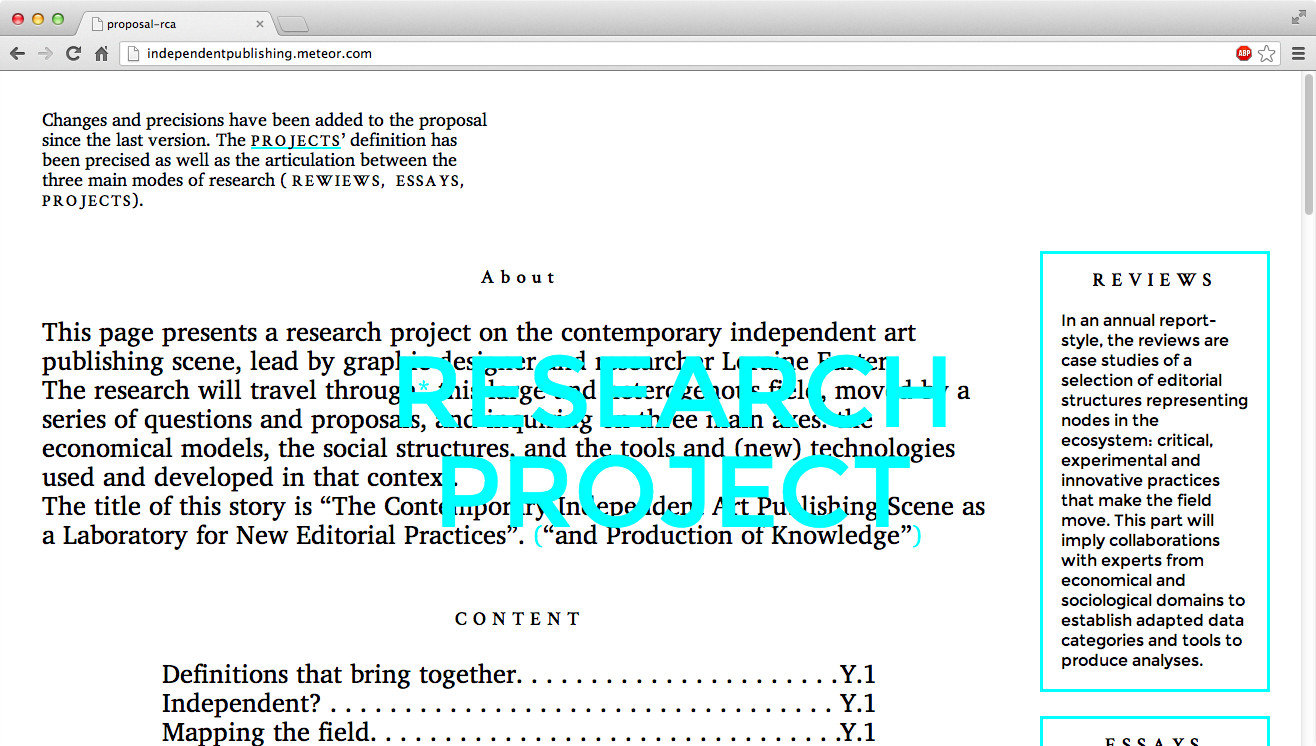 proposal-rca
independentpublishing.meteor.com
ABP
Changes and precisions have been added to the proposal
since the last version. The PROJECTS’ definition has
been precised as well as the articulation between the
three main modes of research ( REWIEWS, ESSAYS,
PROJECTS).
About
This page presents a research project on the contemporary independent art
publishing scene, lead by graphic designer and researcher
The research will travel through* this large and heterogenous field, moved by a
series of questions and proposals, and inquiring on three main axes: the
economical models, the social structures, and the tools and (new) technologies
used and developed in that context.
The title of this story is “The Contemporary Independent Art Publishing Scene as
a Laboratory for New Editorial Practices”. (“and Production of Knowledge”)
RESEARCH
PROJECT
CONTENT
Definitions that bring together. . . . . . . . . . . . . . . . . . . . . . .Y.1
Independent? . . . . . . . . . . . . . . . . . . . . . . . . . . . . . . . . . . . . Y.1
Mapping the field. . . . . . . . . . . . . . . . . . . . . . . . . . . . . . . . .Y.1
REVIEWS
In an annual report-
style, the reviews are
case studies of a
selection of editorial
structures representing
nodes in the
ecosystem: critical,
experimental and
innovative practices
that make the field
move. This part will
imply collaborations
with experts from
economical and
sociological domains to
establish adapted data
categories and tools to
produce analyses.
ESSAYS